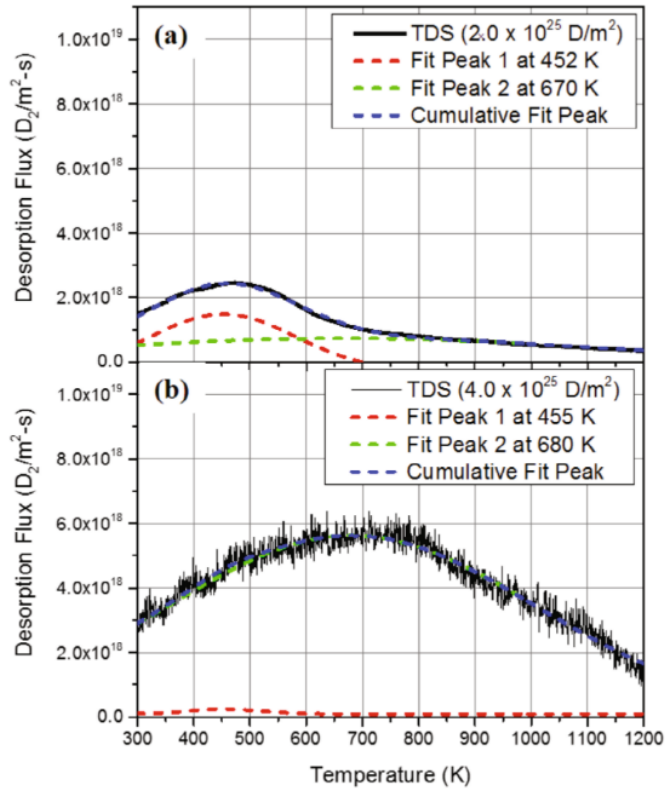 (a)
TDS (2.0 x 10²⁵ D/m²)
Fit Peak 1 at 452 K
Fit Peak 2 at 670 K
Cumulative Fit Peak
Desorption Flux (D₂/m²-s)
1.0x10¹⁹
8.0x10¹⁸
6.0x10¹⁸
4.0x10¹⁸
2.0x10¹⁸
0.0
(b)
TDS (4.0 x 10²⁵ D/m²)
Fit Peak 1 at 455 K
Fit Peak 2 at 680 K
Cumulative Fit Peak
Desorption Flux (D₂/m²-s)
1.0x10¹⁹
8.0x10¹⁸
6.0x10¹⁸
4.0x10¹⁸
2.0x10¹⁸
0.0
300 400 500 600 700 800 900 1000 1100 1200
Temperature (K)